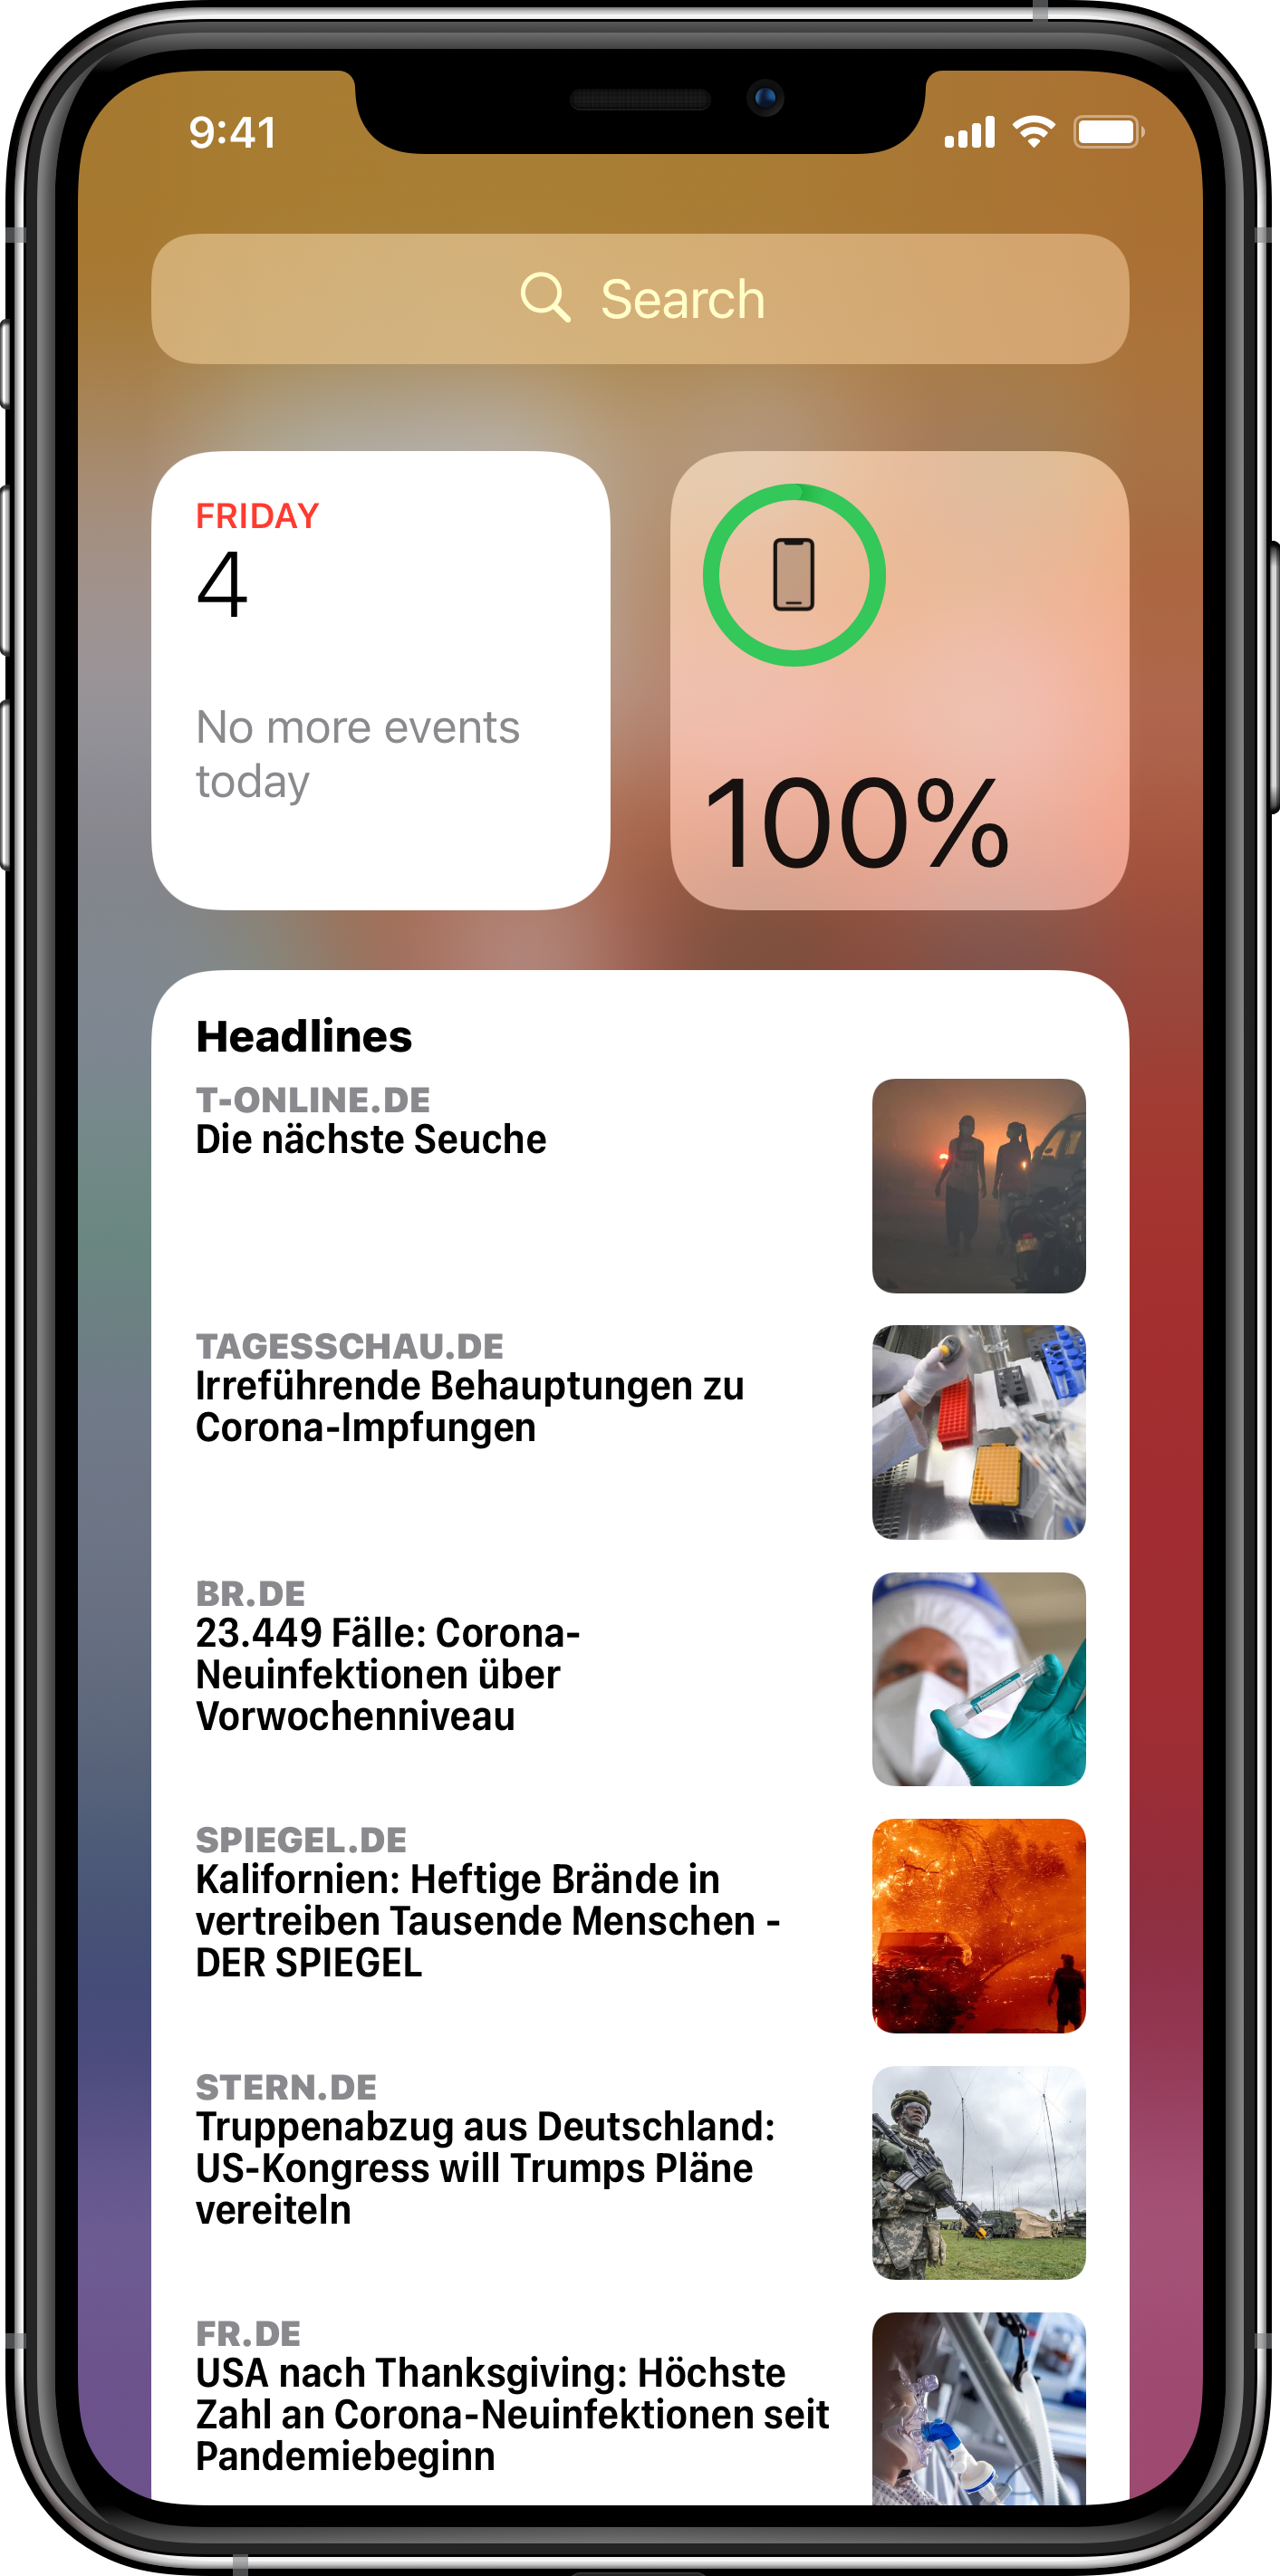 9:41
Search
FRIDAY
4
No more events
today
100%
Headlines
T-ONLINE.DE
Die nächste Seuche
TAGESSCHAU.DE
Irreführende Behauptungen zu
Corona-Impfungen
BR.DE
23.449 Fälle: Corona-
Neuinfektionen über
Vorwochenniveau
SPIEGEL.DE
Kalifornien: Heftige Brände in
vertreiben Tausende Menschen -
DER SPIEGEL
STERN.DE
Truppenabzug aus Deutschland:
US-Kongress will Trumps Pläne
vereiteln
FR.DE
USA nach Thanksgiving: Höchste
Zahl an Corona-Neuinfektionen seit
Pandemiebeginn